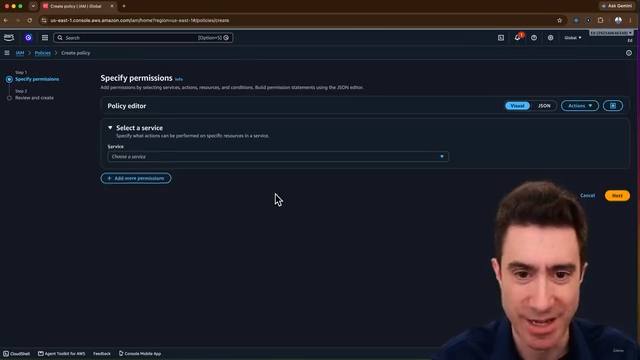 Create policy | IAM | Global
Ask Gemini
us-east-1.console.aws.amazon.com/iam/home?region=us-east-1#/policies/create
aws
Search
[Option+S]
Global
IAM
Policies
Create policy
Step 1
Specify permissions
Step 2
Review and create
Specify permissions Info
Add permissions by selecting services, actions, resources, and conditions. Build permission statements using the JSON editor.
Policy editor
Visual
JSON
Actions
Select a service
Specify what actions can be performed on specific resources in a service.
Service
Choose a service
+ Add more permissions
Cancel
Next
CloudShell
Agent Toolkit for AWS
Feedback
Console Mobile App